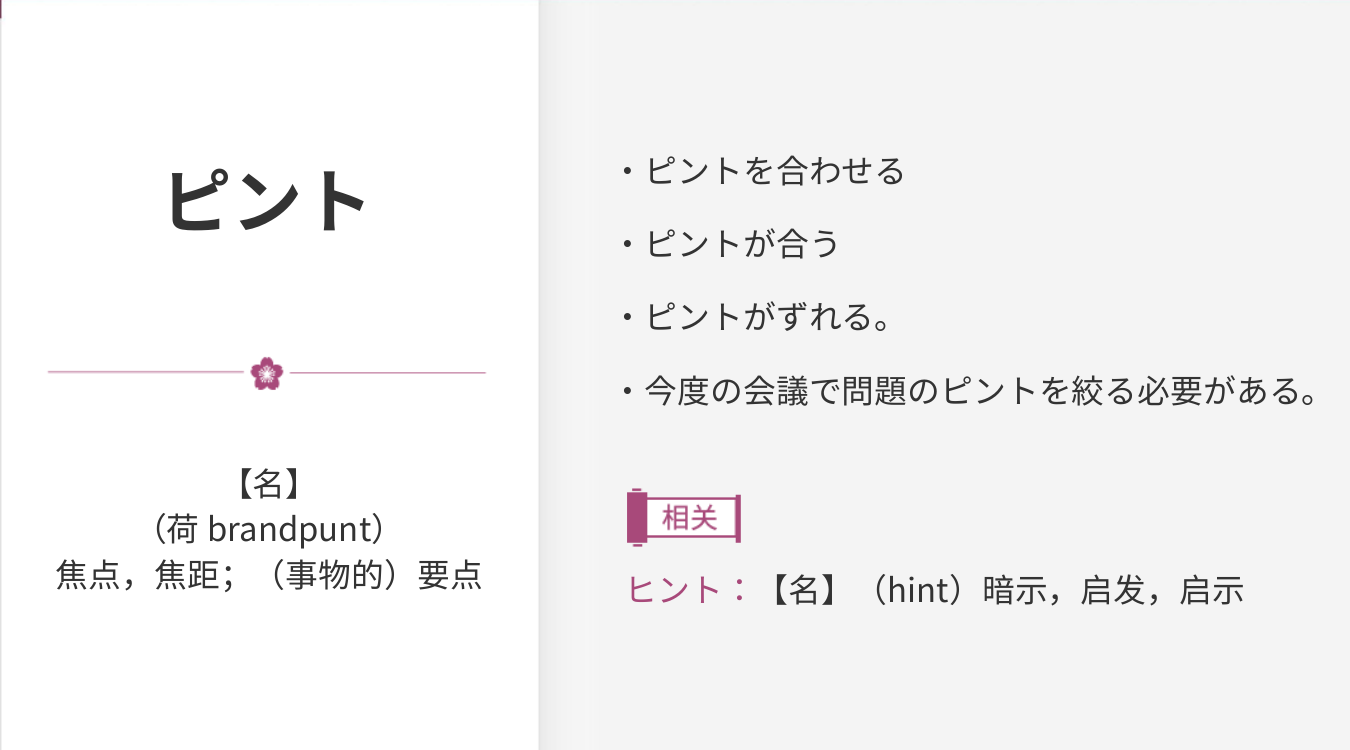 ピント
【名】
（荷 brandpunt）
焦点，焦距；（事物的）要点
・ピントを合わせる
・ピントが合う
・ピントがずれる。
・今度の会議で問題のピントを絞る必要がある。
相关
ヒント：【名】（hint）暗示，启发，启示